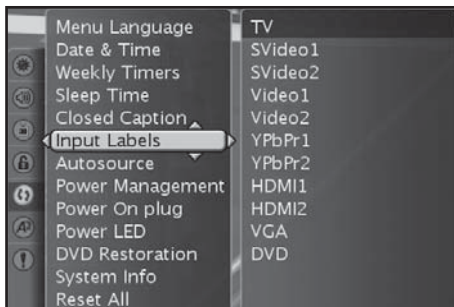 Menu Language
Date & Time
Weekly Timers
Sleep Time
Closed Caption
Input Labels
Autosource
Power Management
Power On plug
Power LED
DVD Restoration
System Info
Reset All
TV
SVideo1
SVideo2
Video1
Video2
YPbPr1
YPbPr2
HDMI1
HDMI2
VGA
DVD